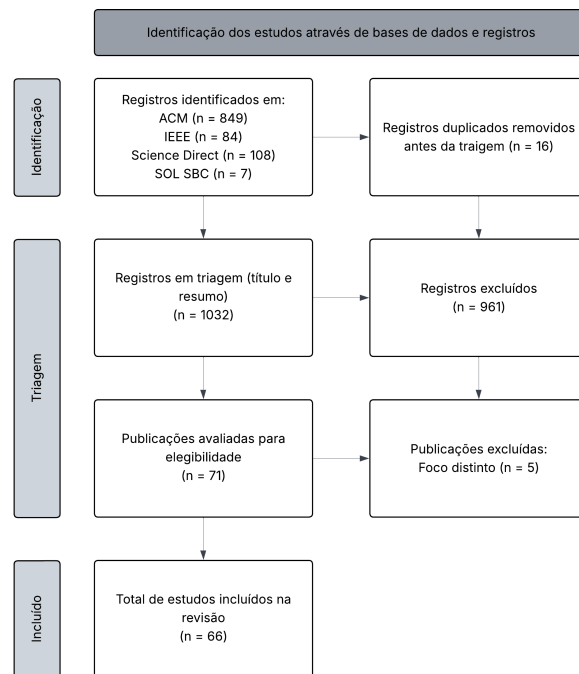 Identificação dos estudos através de bases de dados e registros
Identificação
Registros identificados em:
ACM (n = 849)
IEEE (n = 84)
Science Direct (n = 108)
SOL SBC (n = 7)
Registros duplicados removidos
antes da traigem (n = 16)
Triagem
Registros em triagem (título e
resumo)
(n = 1032)
Registros excluídos
(n = 961)
Publicações avaliadas para
elegibilidade
(n = 71)
Publicações excluídas:
Foco distinto (n = 5)
Incluído
Total de estudos incluídos na
revisão
(n = 66)